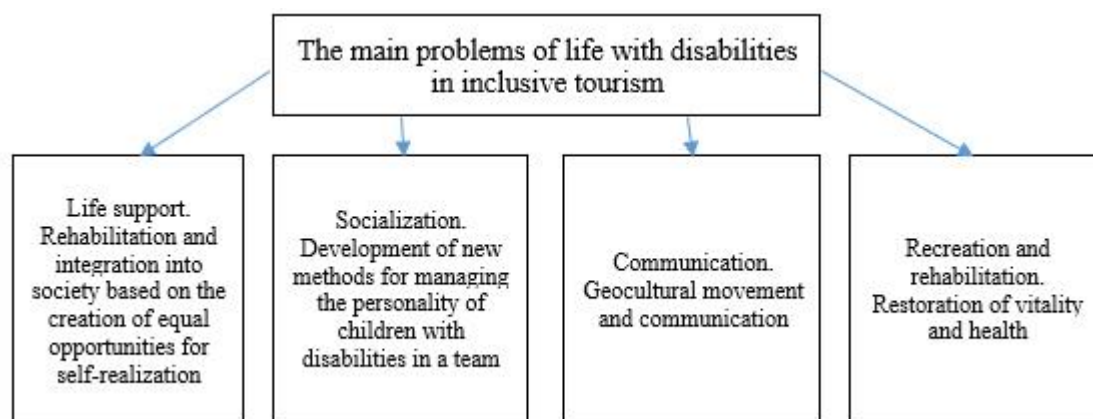 The main problems of life with disabilities
in inclusive tourism
Life support.
Rehabilitation and
integration into
society based on the
creation of equal
opportunities for
self-realization
Socialization.
Development of new
methods for managing
the personality of
children with
disabilities in a team
Communication.
Geocultural movement
and communication
Recreation and
rehabilitation.
Restoration of vitality
and health